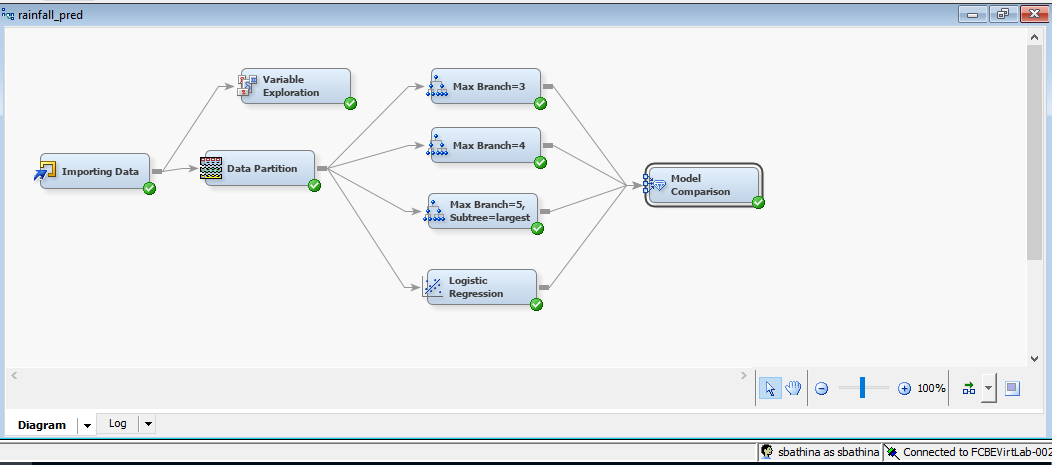 rainfall_pred
Variable
Exploration
Max Branch=3
Max Branch=4
Importing Data
Data Partition
Model
Comparison
Max Branch=5,
Subtree=largest
Logistic
Regression
100%
Diagram
Log
sbathina as sbathina
Connected to FCBEVirtLab-002